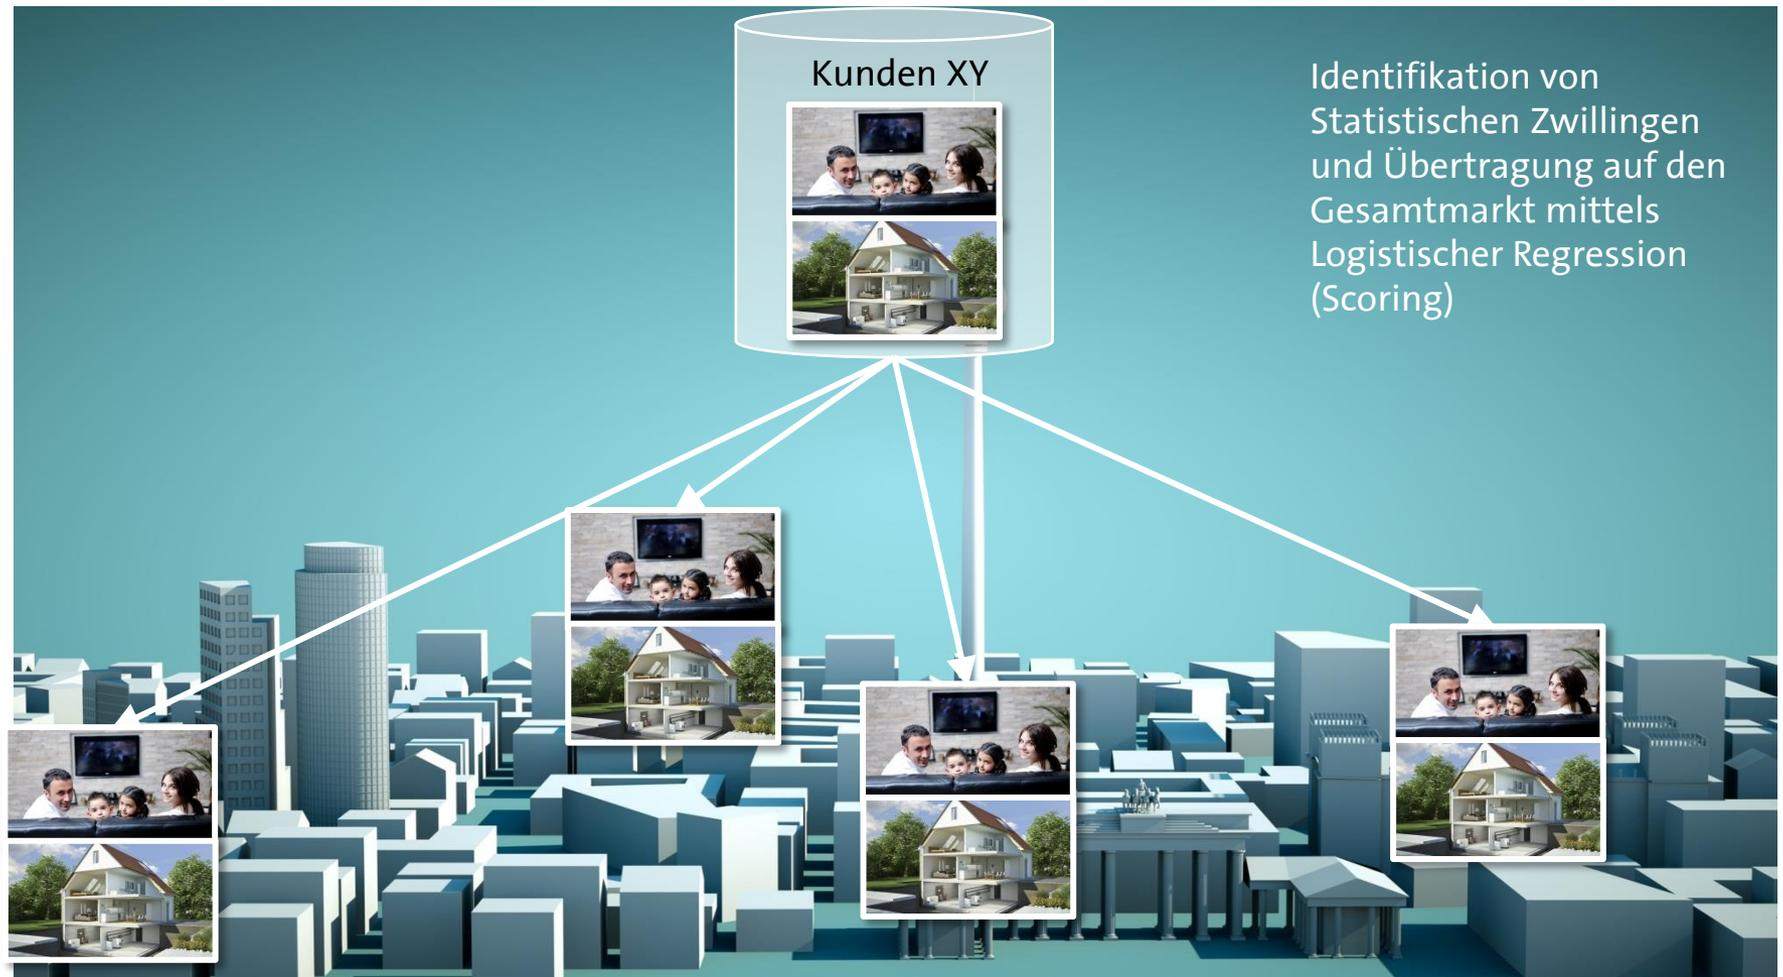 Kunden XY
Identifikation von
Statistischen Zwillingen
und Übertragung auf den
Gesamtmarkt mittels
Logistischer Regression
(Scoring)